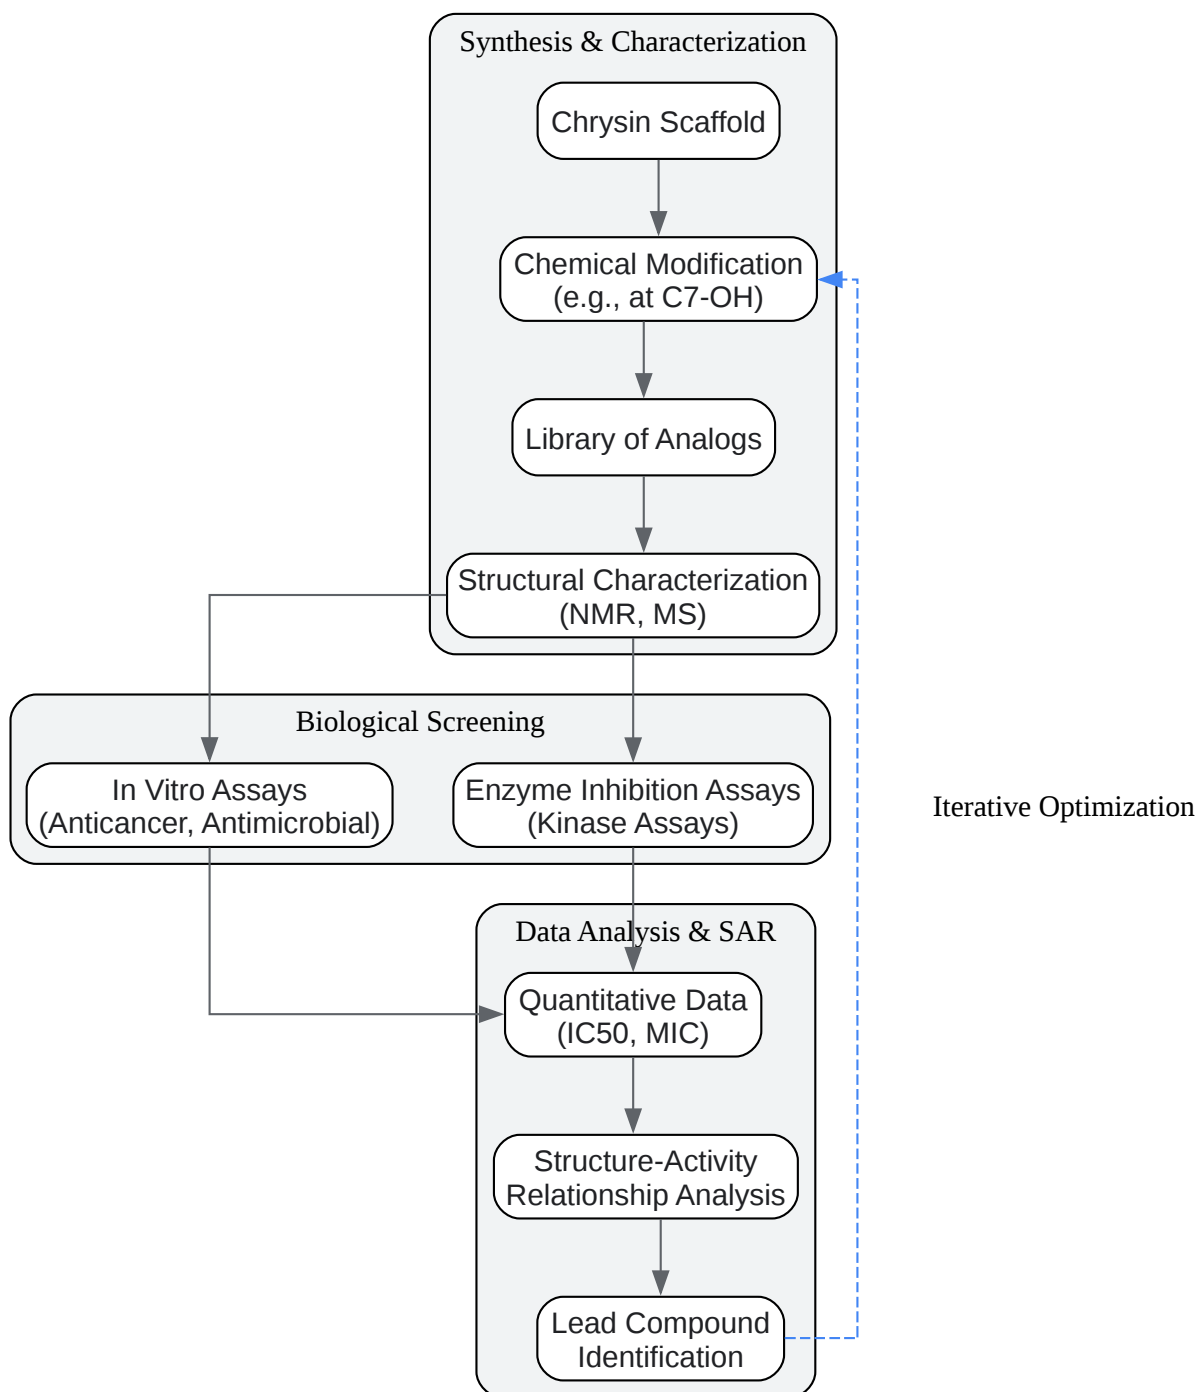 Synthesis & Characterization
Chrysin Scaffold
Chemical Modification
(e.g., at C7-OH)
Library of Analogs
Structural Characterization
(NMR, MS)
Biological Screening
In Vitro Assays
(Anticancer, Antimicrobial)
Enzyme Inhibition Assays
(Kinase Assays)
Iterative Optimization
Data Analysis & SAR
Quantitative Data
(IC50, MIC)
Structure-Activity
Relationship Analysis
Lead Compound
Identification